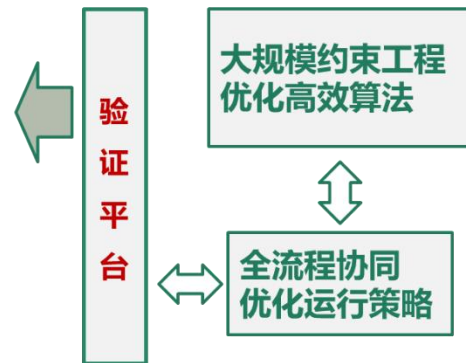 验证平台
大规模约束工程
优化高效算法
全流程协同
优化运行策略